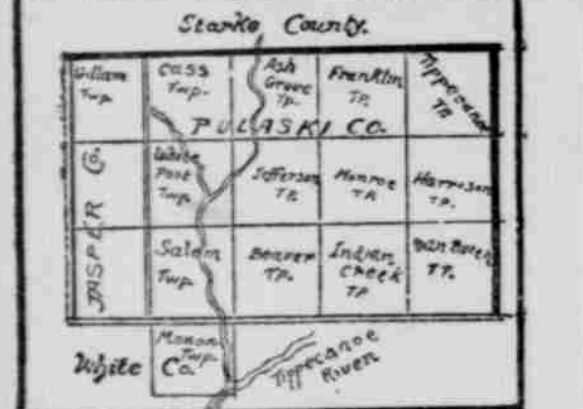 Starke County.
Gillam
Twp.
Cass
Twp.
Ash
Grove
Tp.
Franklin
TP.
Tippecanoe
TP.
PULASKI CO.
JASPER Co.
White
Post
Twp.
Jefferson
TP.
Monroe
TP.
Harrison
TP.
Salem
Twp.
Beaver
TP.
Indian
Creek
TP.
Van Buren
TP.
White
Monon
Twp.
Co.
Tippecanoe
River